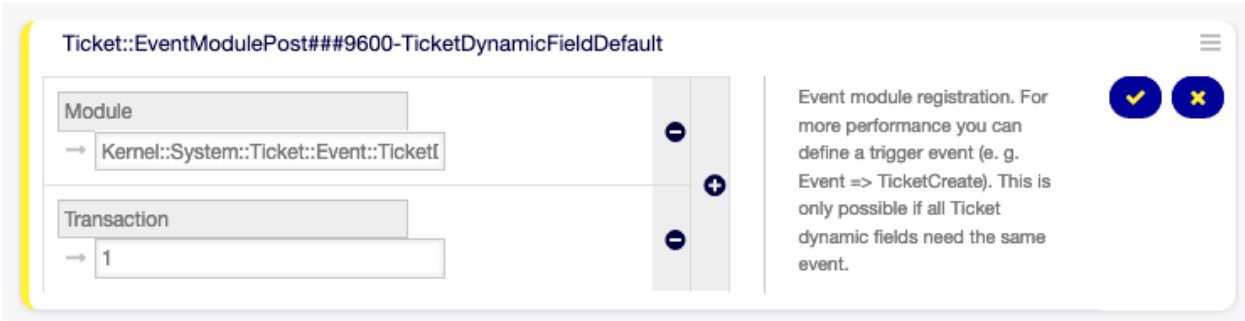 Ticket::EventModulePost###9600-TicketDynamicFieldDefault
Module
Kernel::System::Ticket::Event::Ticket
Transaction
1
Event module registration. For
more performance you can
define a trigger event (e. g.
Event => TicketCreate). This is
only possible if all Ticket
dynamic fields need the same
event.